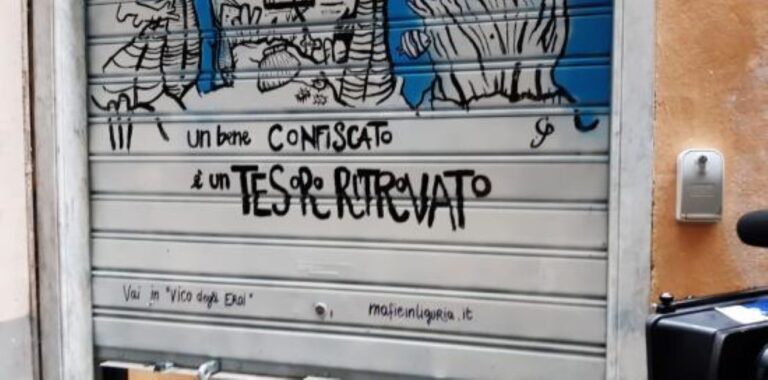 un bene CONFISCATO
è un TESORO RITROVATO
Vai in "VICO degli EROI"
mafieinliguria.it